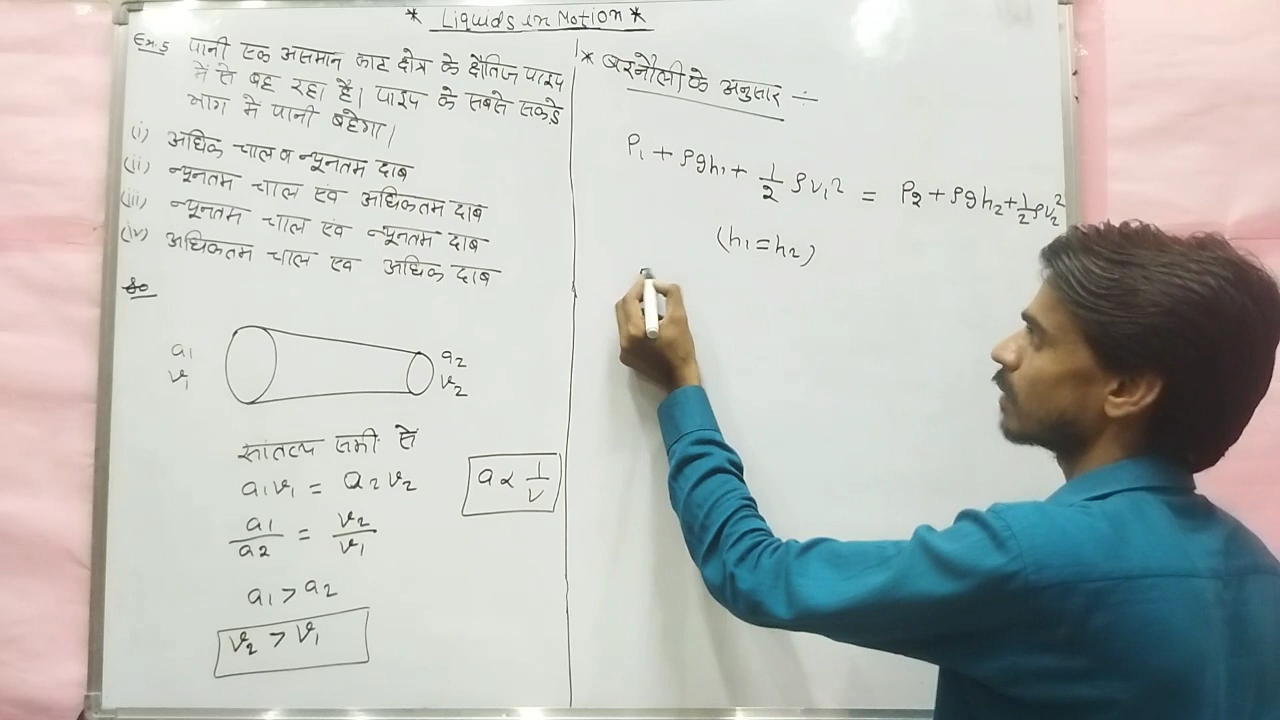 * Liquids in Motion *
Ex.5 पानी एक असमान काट क्षेत्र के क्षैतिज पाइप
में से बह रहा है। पाइप के सबसे सकड़े
भाग में पानी बहेगा।
(i) अधिक चाल व न्यूनतम दाब
(ii) न्यूनतम चाल एवं अधिकतम दाब
(iii) न्यूनतम चाल एवं न्यूनतम दाब
(iv) अधिकतम चाल एवं अधिक दाब
a₁
v₁
a₂
v₂
सांतत्य समी से
a₁v₁ = a₂v₂
a₁/a₂ = v₂/v₁
a ∝ 1/v
a₁ > a₂
v₂ > v₁
* बरनौली के अनुसार ÷
P₁ + ρgh₁ + 1/2 ρv₁² = P₂ + ρgh₂ + 1/2 ρv₂²
(h₁ = h₂)